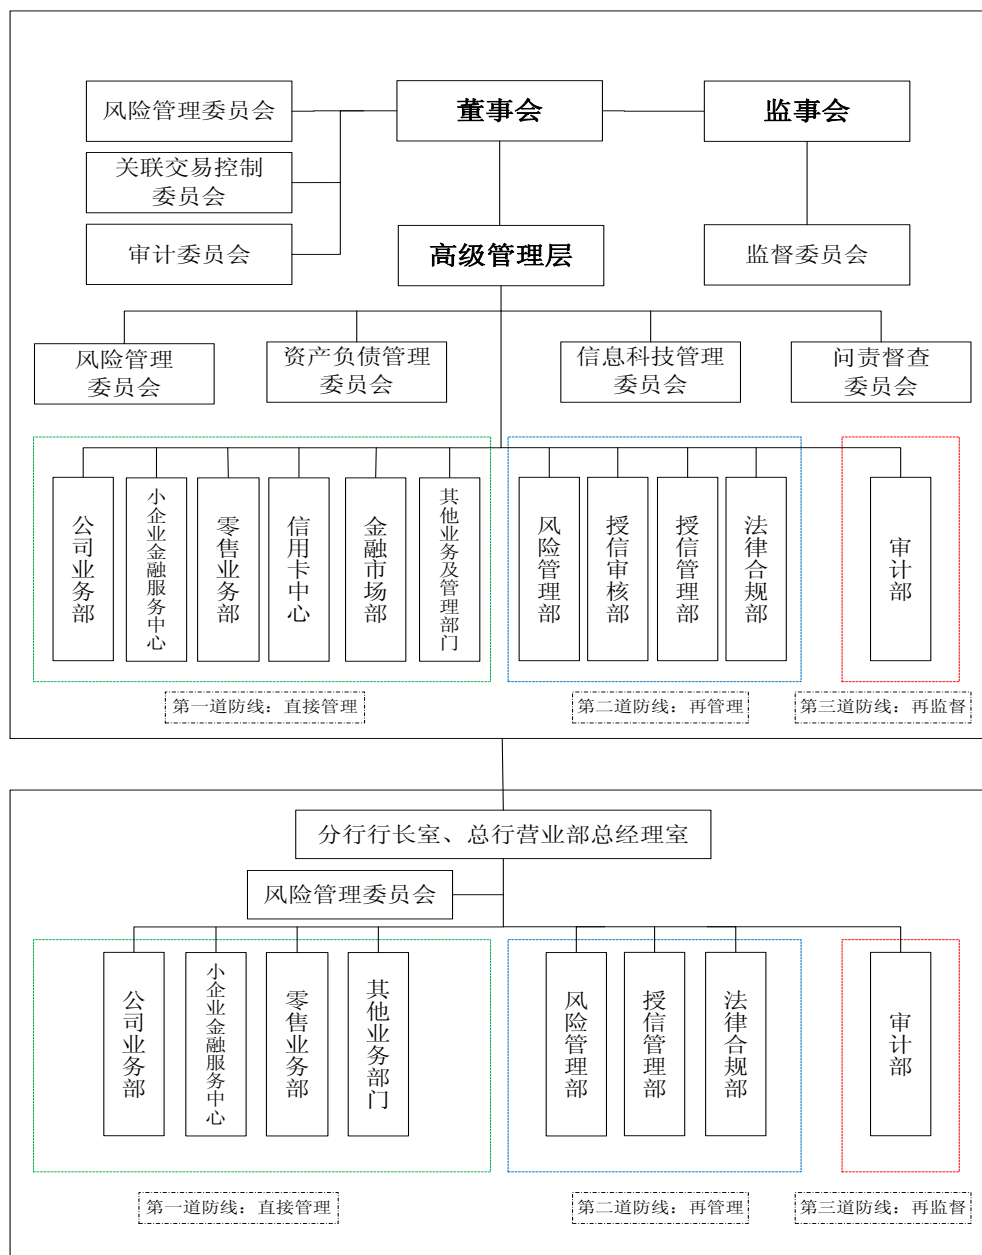 风险管理委员会
董事会
监事会
关联交易控制
委员会
审计委员会
高级管理层
监督委员会
风险管理
委员会
资产负债管理
委员会
信息科技管理
委员会
问责督查
委员会
公司业务部
小企业金融服务中心
零售业务部
信用卡中心
金融市场部
其他业务及管理部门
风险管理部
授信审核部
授信管理部
法律合规部
审计部
第一道防线：直接管理
第二道防线：再管理
第三道防线：再监督
分行行长室、总行营业部总经理室
风险管理委员会
公司业务部
小企业金融服务中心
零售业务部
其他业务部门
风险管理部
授信管理部
法律合规部
审计部
第一道防线：直接管理
第二道防线：再管理
第三道防线：再监督